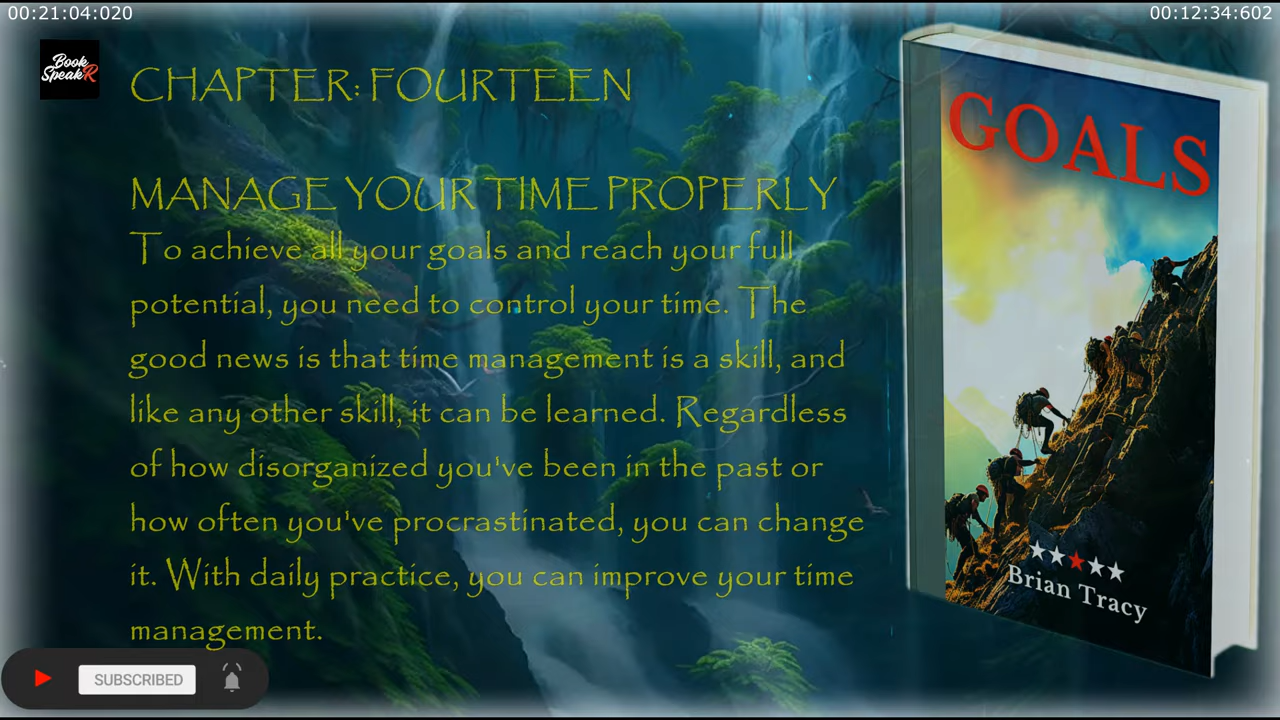 00:21:04:020
00:12:34:602
Book
SpeakR
CHAPTER: FOURTEEN
MANAGE YOUR TIME PROPERLY
To achieve all your goals and reach your full
potential, you need to control your time. The
good news is that time management is a skill, and
like any other skill, it can be learned. Regardless
of how disorganized you've been in the past or
how often you've procrastinated, you can change
it. With daily practice, you can improve your time
management.
GOALS
Brian Tracy
SUBSCRIBED